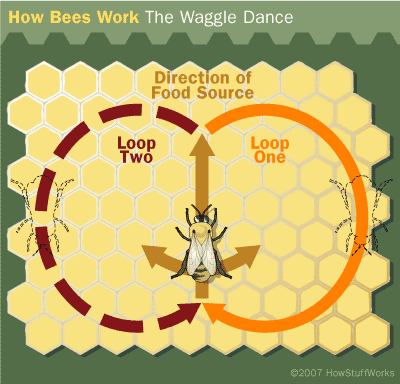 How Bees Work The Waggle Dance
Direction of
Food Source
Loop
Two
Loop
One
©2007 HowStuffWorks